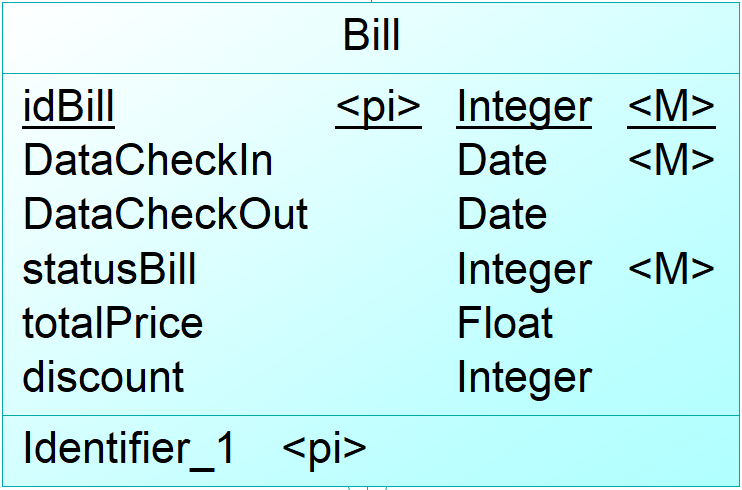 Bill
idBill <pi> Integer <M>
DataCheckIn Date <M>
DataCheckOut Date
statusBill Integer <M>
totalPrice Float
discount Integer
Identifier_1 <pi>